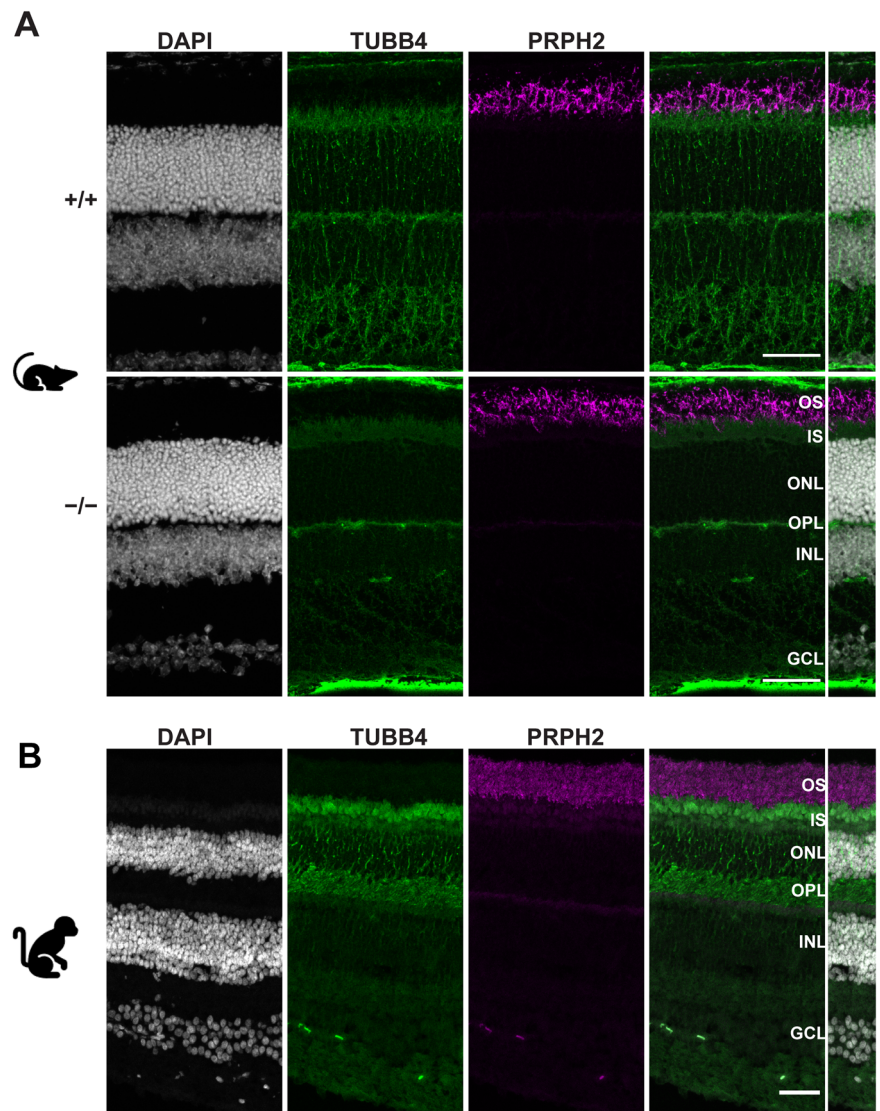 A
DAPI TUBB4 PRPH2
+/+
−/−
OS
IS
ONL
OPL
INL
GCL
B
DAPI TUBB4 PRPH2
OS
IS
ONL
OPL
INL
GCL